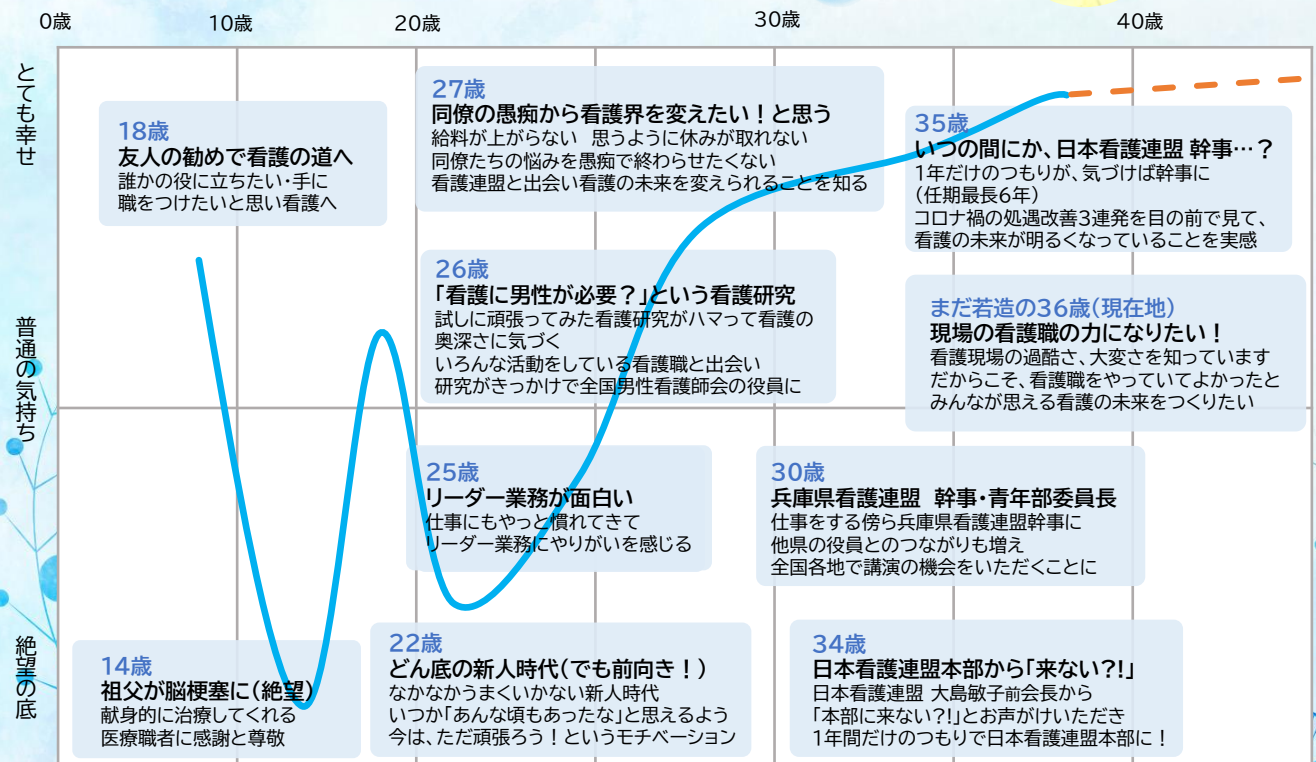 0歳
10歳
20歳
30歳
40歳
とても幸せ
普通の気持ち
絶望の底
18歳
友人の勧めで看護の道へ
誰かの役に立ちたい・手に
職をつけたいと思い看護へ
27歳
同僚の愚痴から看護界を変えたい！と思う
給料が上がらない　思うように休みが取れない
同僚たちの悩みを愚痴で終わらせたくない
看護連盟と出会い看護の未来を変えられることを知る
35歳
いつの間にか、日本看護連盟 幹事…？
1年だけのつもりが、気づけば幹事に
（任期最長6年）
コロナ禍の処遇改善3連発を目の前で見て、
看護の未来が明るくなっていることを実感
26歳
「看護に男性が必要？」という看護研究
試しに頑張ってみた看護研究がハマって看護の
奥深さに気づく
いろんな活動をしている看護職と出会い
研究がきっかけで全国男性看護師会の役員に
まだ若造の36歳（現在地）
現場の看護職の力になりたい！
看護現場の過酷さ、大変さを知っています
だからこそ、看護職をやっていてよかったと
みんなが思える看護の未来をつくりたい
25歳
リーダー業務が面白い
仕事にもやっと慣れてきて
リーダー業務にやりがいを感じる
30歳
兵庫県看護連盟　幹事・青年部委員長
仕事をする傍ら兵庫県看護連盟幹事に
他県の役員とのつながりも増え
全国各地で講演の機会をいただくことに
14歳
祖父が脳梗塞に（絶望）
献身的に治療してくれる
医療職者に感謝と尊敬
22歳
どん底の新人時代（でも前向き！）
なかなかうまくいかない新人時代
いつか「あんな頃もあったな」と思えるよう
今は、ただ頑張ろう！というモチベーション
34歳
日本看護連盟本部から「来ない?!」
日本看護連盟 大島敏子前会長から
「本部に来ない?!」とお声がけいただき
1年間だけのつもりで日本看護連盟本部に！